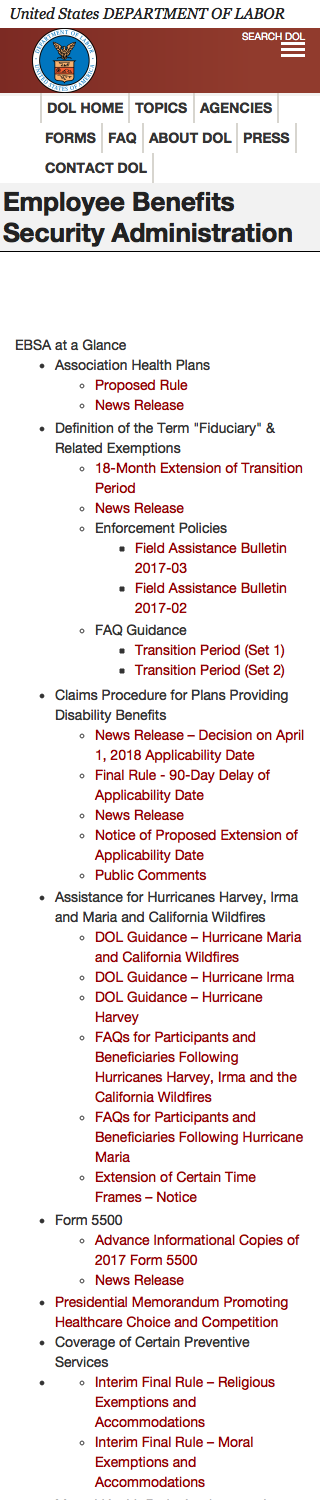 United States DEPARTMENT OF LABOR
SEARCH DOL
DOL HOME TOPICS AGENCIES
FORMS FAQ ABOUT DOL PRESS
CONTACT DOL
Employee Benefits
Security Administration
EBSA at a Glance
Association Health Plans
Proposed Rule
News Release
Definition of the Term "Fiduciary" &
Related Exemptions
18-Month Extension of Transition
Period
News Release
Enforcement Policies
Field Assistance Bulletin
2017-03
Field Assistance Bulletin
2017-02
FAQ Guidance
Transition Period (Set 1)
Transition Period (Set 2)
Claims Procedure for Plans Providing
Disability Benefits
News Release – Decision on April
1, 2018 Applicability Date
Final Rule - 90-Day Delay of
Applicability Date
News Release
Notice of Proposed Extension of
Applicability Date
Public Comments
Assistance for Hurricanes Harvey, Irma
and Maria and California Wildfires
DOL Guidance – Hurricane Maria
and California Wildfires
DOL Guidance – Hurricane Irma
DOL Guidance – Hurricane
Harvey
FAQs for Participants and
Beneficiaries Following
Hurricanes Harvey, Irma and the
California Wildfires
FAQs for Participants and
Beneficiaries Following Hurricane
Maria
Extension of Certain Time
Frames – Notice
Form 5500
Advance Informational Copies of
2017 Form 5500
News Release
Presidential Memorandum Promoting
Healthcare Choice and Competition
Coverage of Certain Preventive
Services
Interim Final Rule – Religious
Exemptions and
Accommodations
Interim Final Rule – Moral
Exemptions and
Accommodations